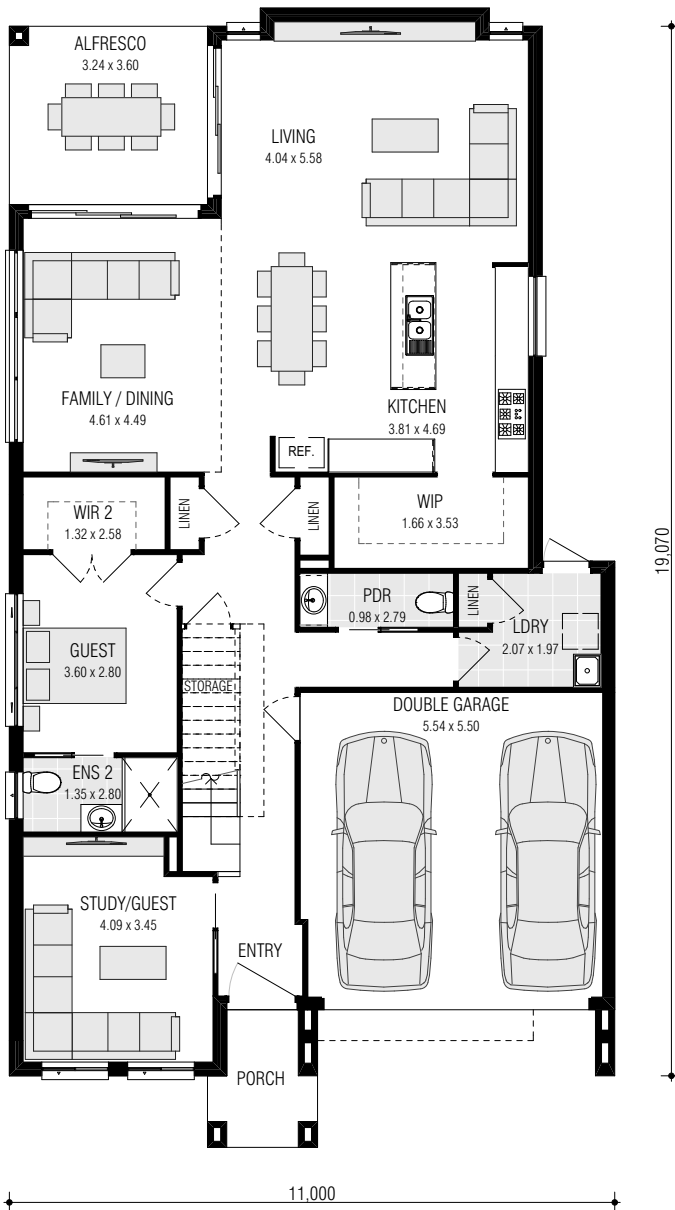 ALFRESCO
3.24 x 3.60
LIVING
4.04 x 5.58
FAMILY / DINING
4.61 x 4.49
KITCHEN
3.81 x 4.69
REF.
WIR 2
1.32 x 2.58
LINEN
LINEN
WIP
1.66 x 3.53
19,070
PDR
0.98 x 2.79
LINEN
LDRY
2.07 x 1.97
GUEST
3.60 x 2.80
STORAGE
DOUBLE GARAGE
5.54 x 5.50
ENS 2
1.35 x 2.80
STUDY/GUEST
4.09 x 3.45
ENTRY
PORCH
11,000